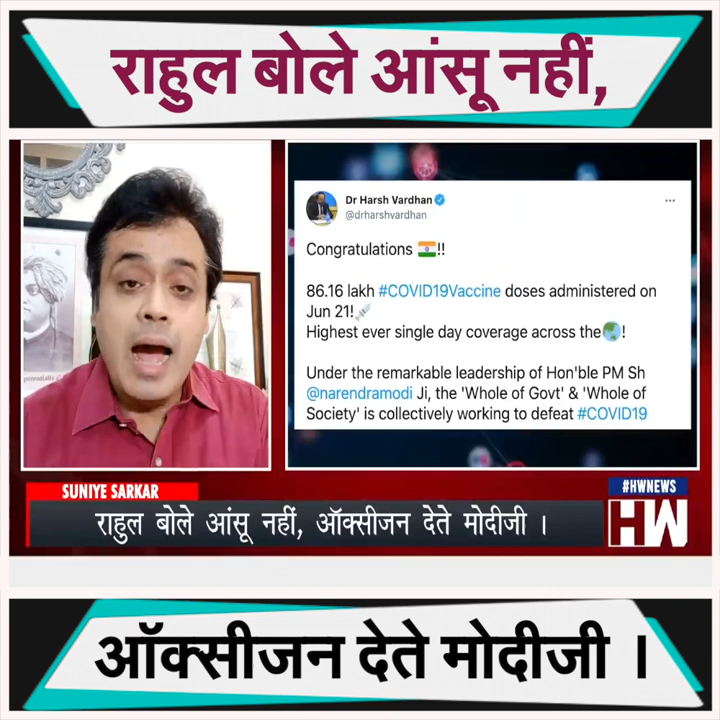 राहुल बोले आंसू नहीं,
Dr Harsh Vardhan
@drharshvardhan
Congratulations 🇮🇳!!
86.16 lakh #COVID19Vaccine doses administered on
Jun 21!💉
Highest ever single day coverage across the🌏!
Under the remarkable leadership of Hon'ble PM Sh
@narendramodi Ji, the 'Whole of Govt' & 'Whole of
Society' is collectively working to defeat #COVID19
SUNIYE SARKAR
#HWNEWS
राहुल बोले आंसू नहीं, ऑक्सीजन देते मोदीजी ।
HW
ऑक्सीजन देते मोदीजी ।